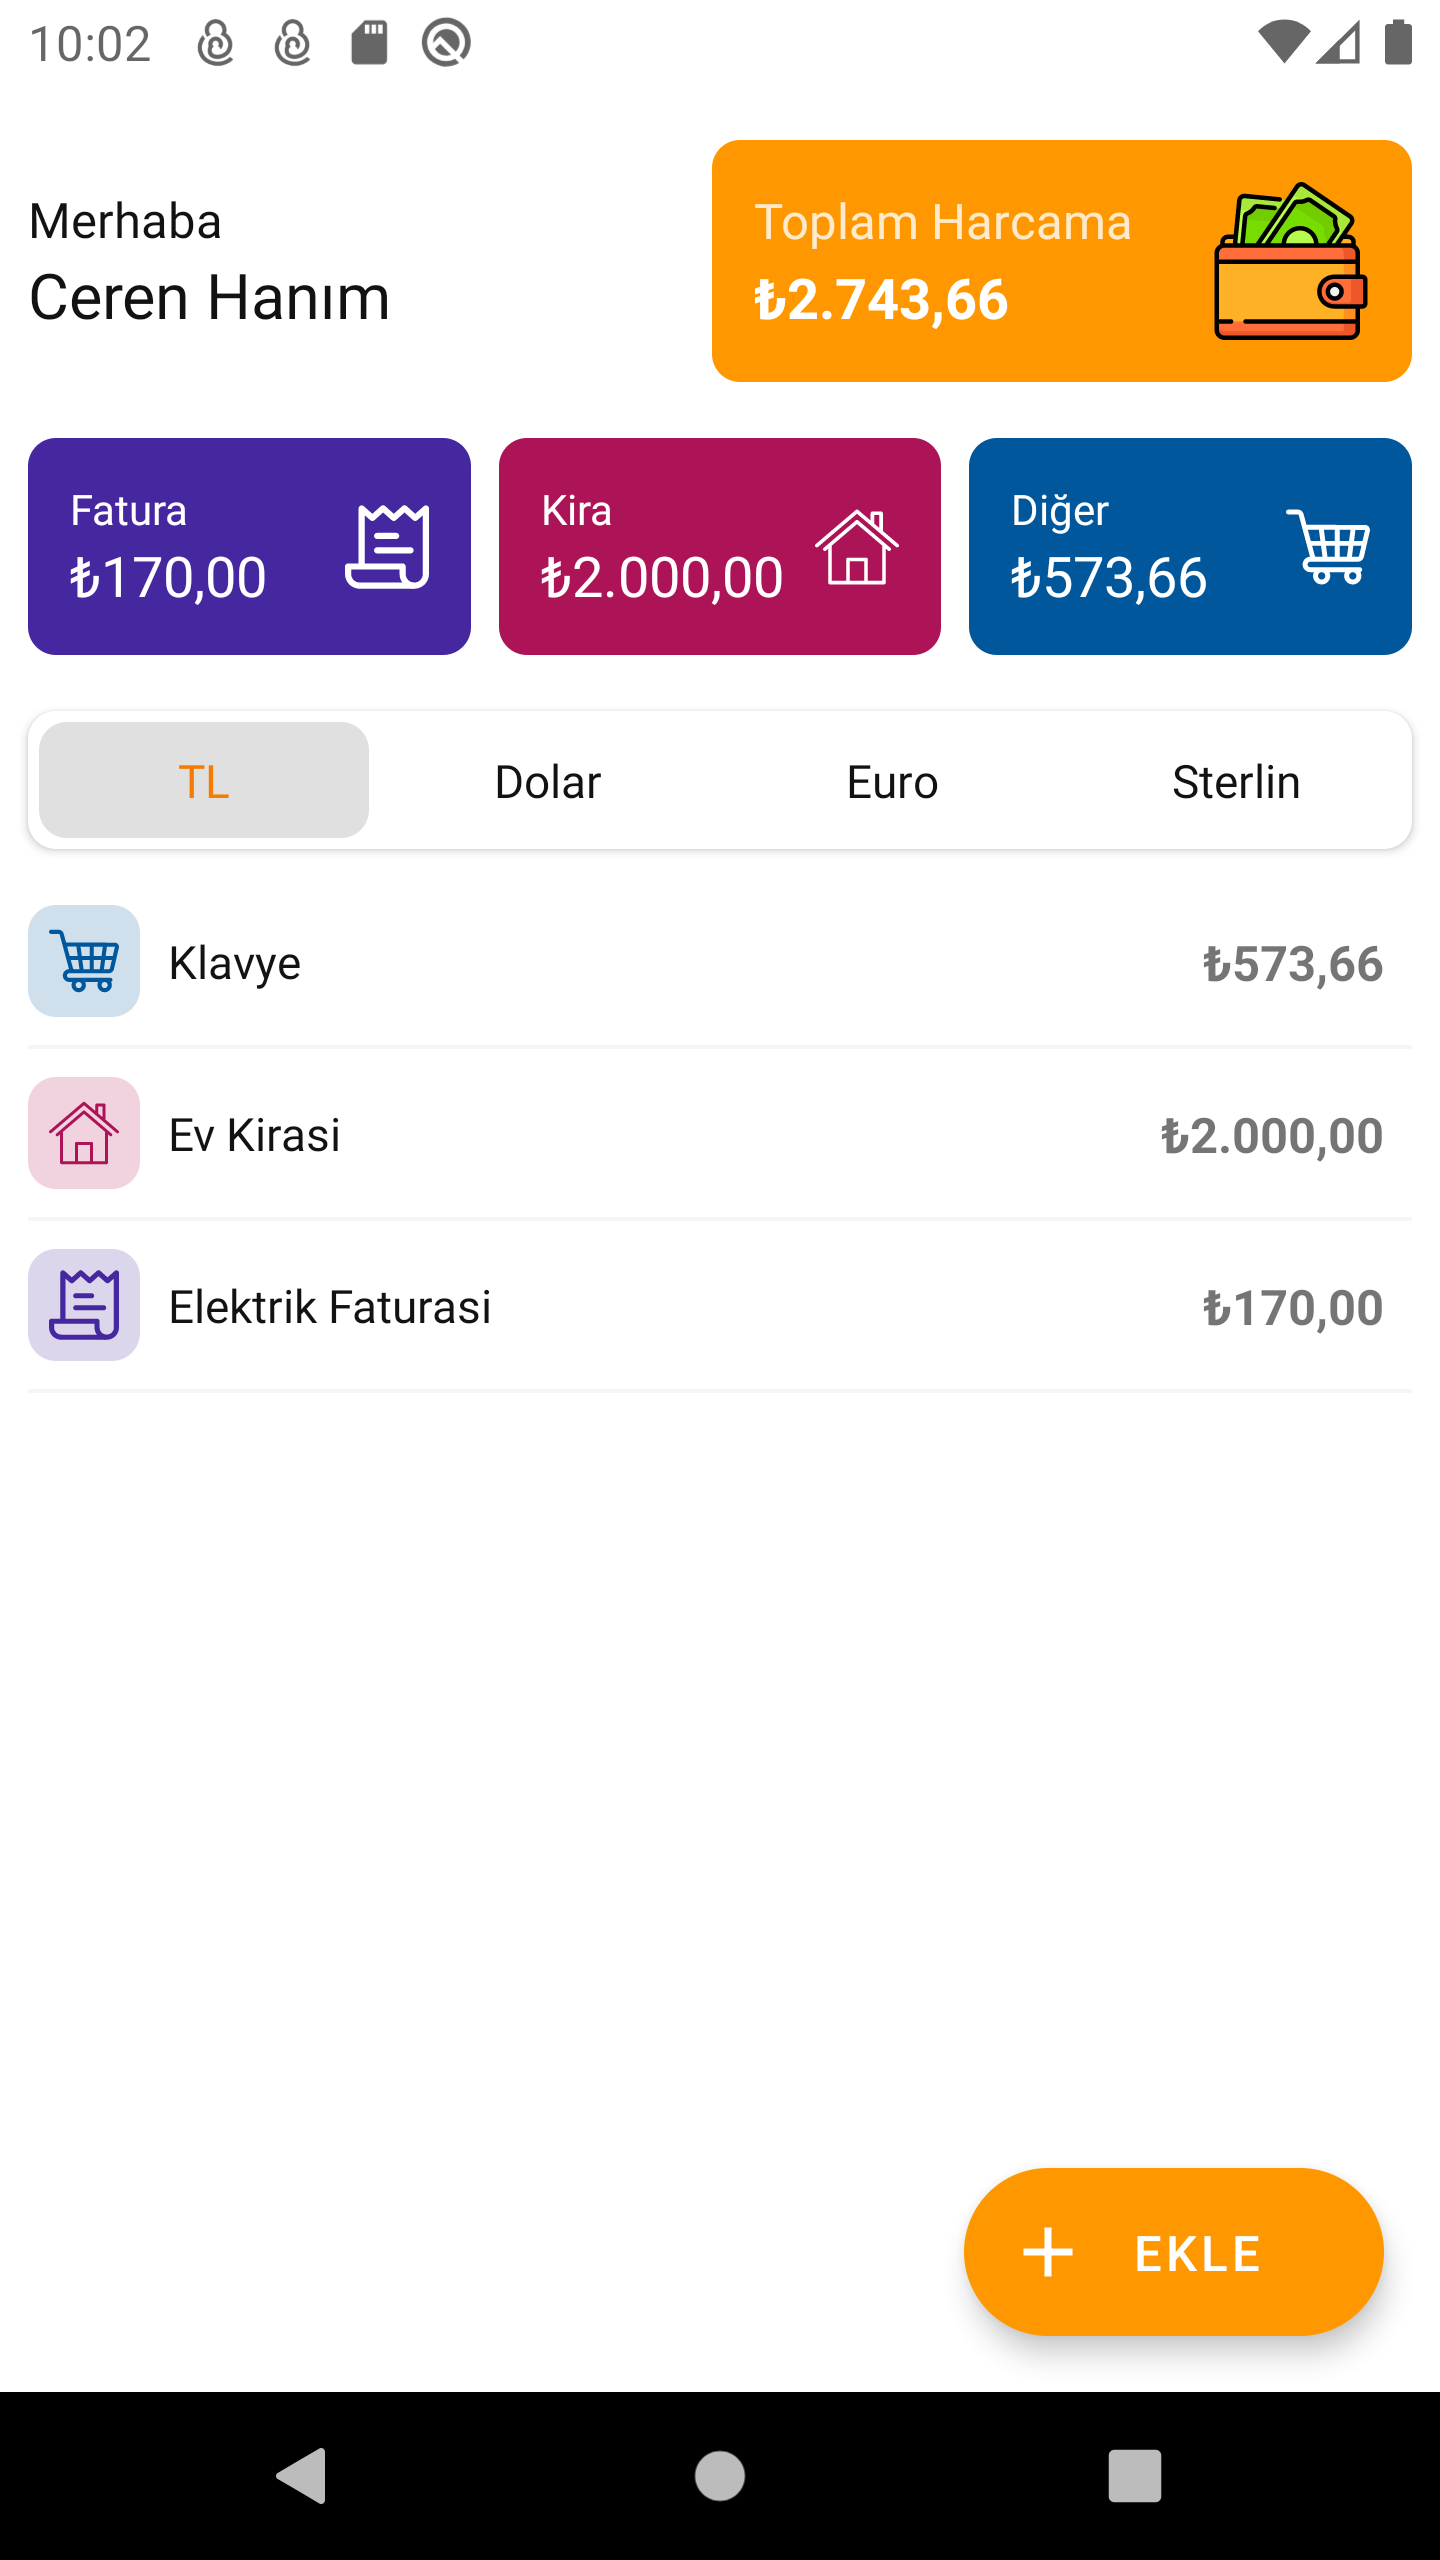 10:02
Merhaba
Ceren Hanım
Toplam Harcama
₺2.743,66
Fatura
₺170,00
Kira
₺2.000,00
Diğer
₺573,66
TL Dolar Euro Sterlin
Klavye ₺573,66
Ev Kirasi ₺2.000,00
Elektrik Faturasi ₺170,00
+ EKLE